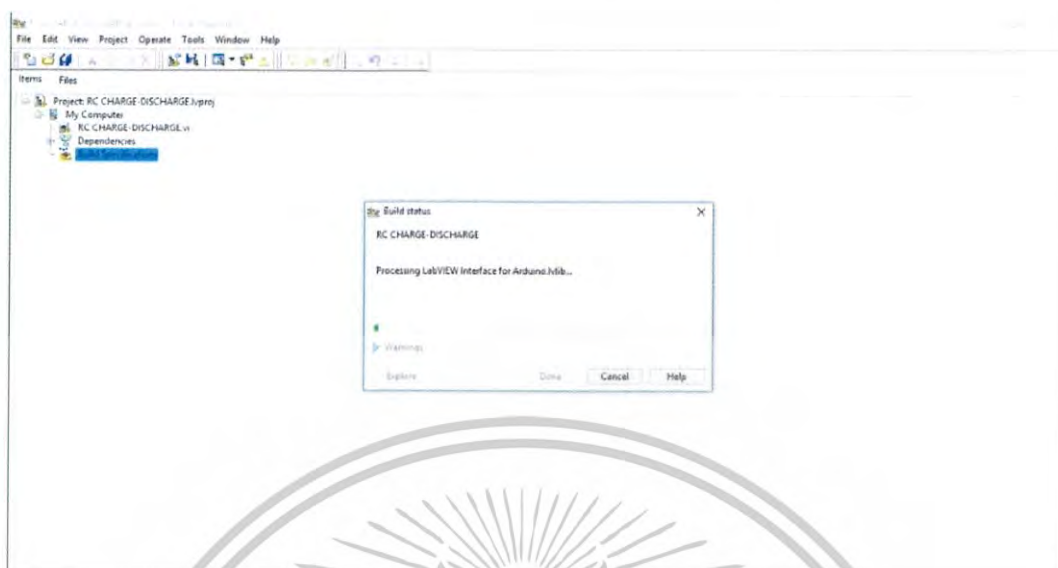 File Edit View Project Operate Tools Window Help
Items Files
Project: RC CHARGE-DISCHARGE.lvproj
My Computer
RC CHARGE-DISCHARGE.vi
Dependencies
Build Specifications
Build status
RC CHARGE-DISCHARGE
Processing LabVIEW Interface for Arduino.lvlib...
Warnings
Explore Done Cancel Help